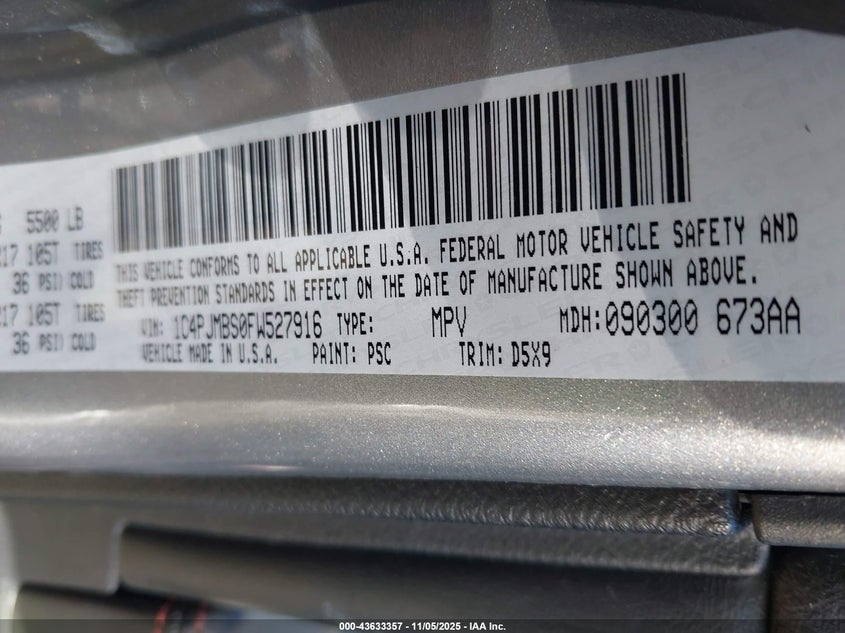 5500 LB
R17 105T TIRES
36 PSI) COLD
R17 105T TIRES
36 PSI) COLD
THIS VEHICLE CONFORMS TO ALL APPLICABLE U.S.A. FEDERAL MOTOR VEHICLE SAFETY AND
THEFT PREVENTION STANDARDS IN EFFECT ON THE DATE OF MANUFACTURE SHOWN ABOVE.
VIN: 1C4PJMBS0FW527916 TYPE: MPV MDH:090300 673AA
VEHICLE MADE IN U.S.A. PAINT: PSC TRIM: D5X9
000-43633357 - 11/05/2025 - IAA Inc.